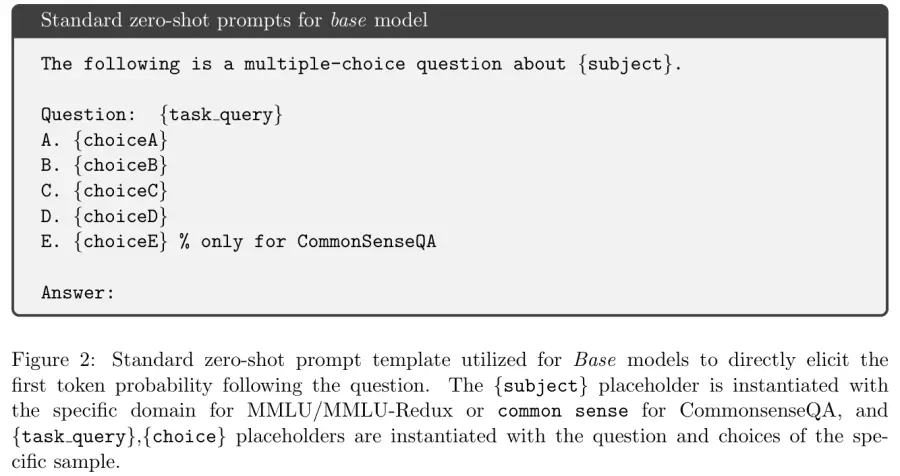 Standard zero-shot prompts for base model
The following is a multiple-choice question about {subject}.
Question: {task_query}
A. {choiceA}
B. {choiceB}
C. {choiceC}
D. {choiceD}
E. {choiceE} % only for CommonSenseQA
Answer:
Figure 2: Standard zero-shot prompt template utilized for Base models to directly elicit the
first token probability following the question. The {subject} placeholder is instantiated with
the specific domain for MMLU/MMLU-Redux or common sense for CommonsenseQA, and
{task_query},{choice} placeholders are instantiated with the question and choices of the spe-
cific sample.